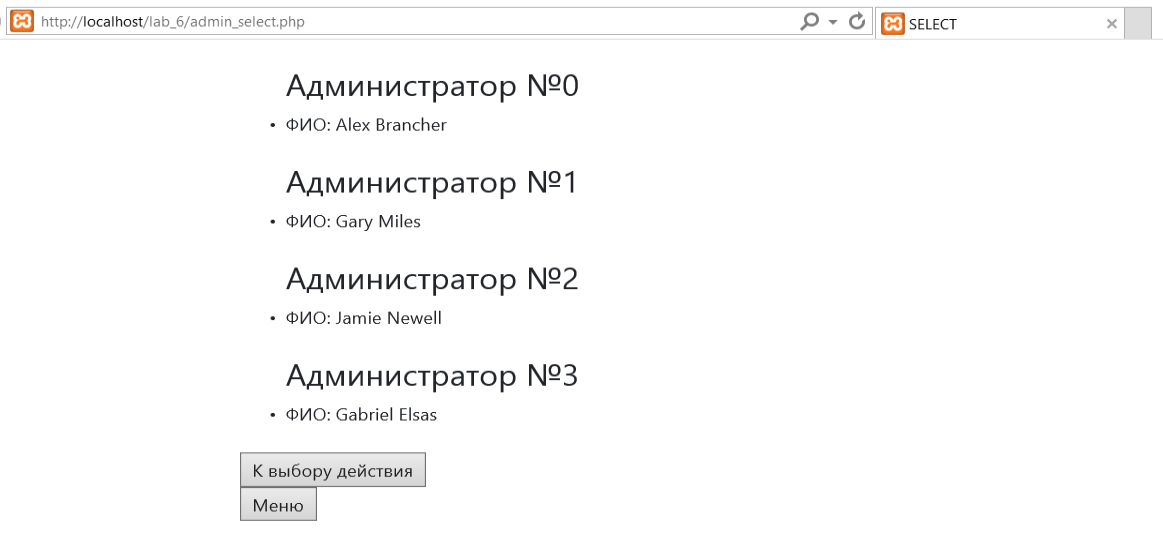 http://localhost/lab_6/admin_select.php
SELECT
Администратор №0
• ФИО: Alex Brancher
Администратор №1
• ФИО: Gary Miles
Администратор №2
• ФИО: Jamie Newell
Администратор №3
• ФИО: Gabriel Elsas
К выбору действия
Меню